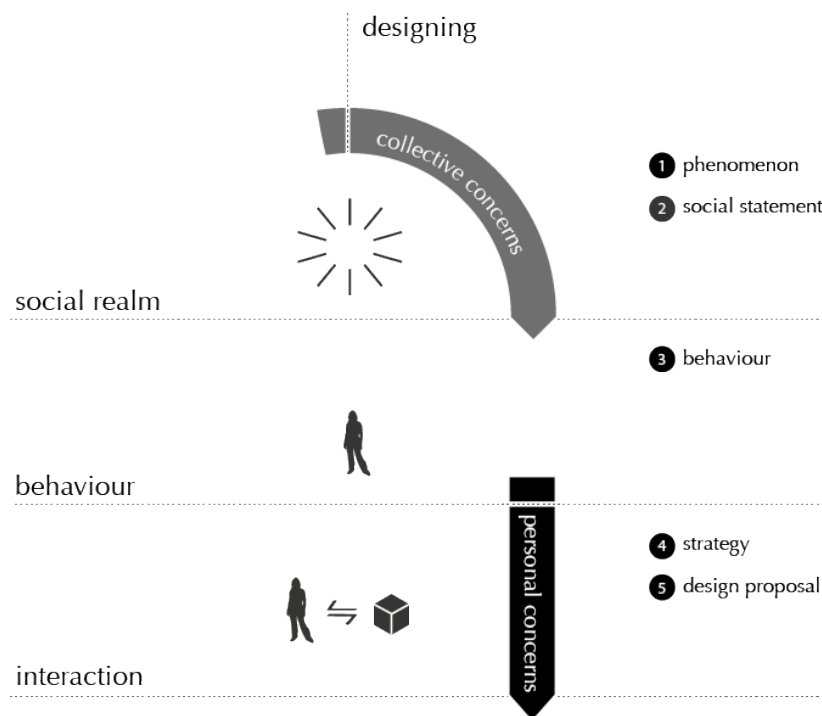 designing
collective concerns
1 phenomenon
2 social statement
social realm
3 behaviour
behaviour
personal concerns
4 strategy
5 design proposal
interaction